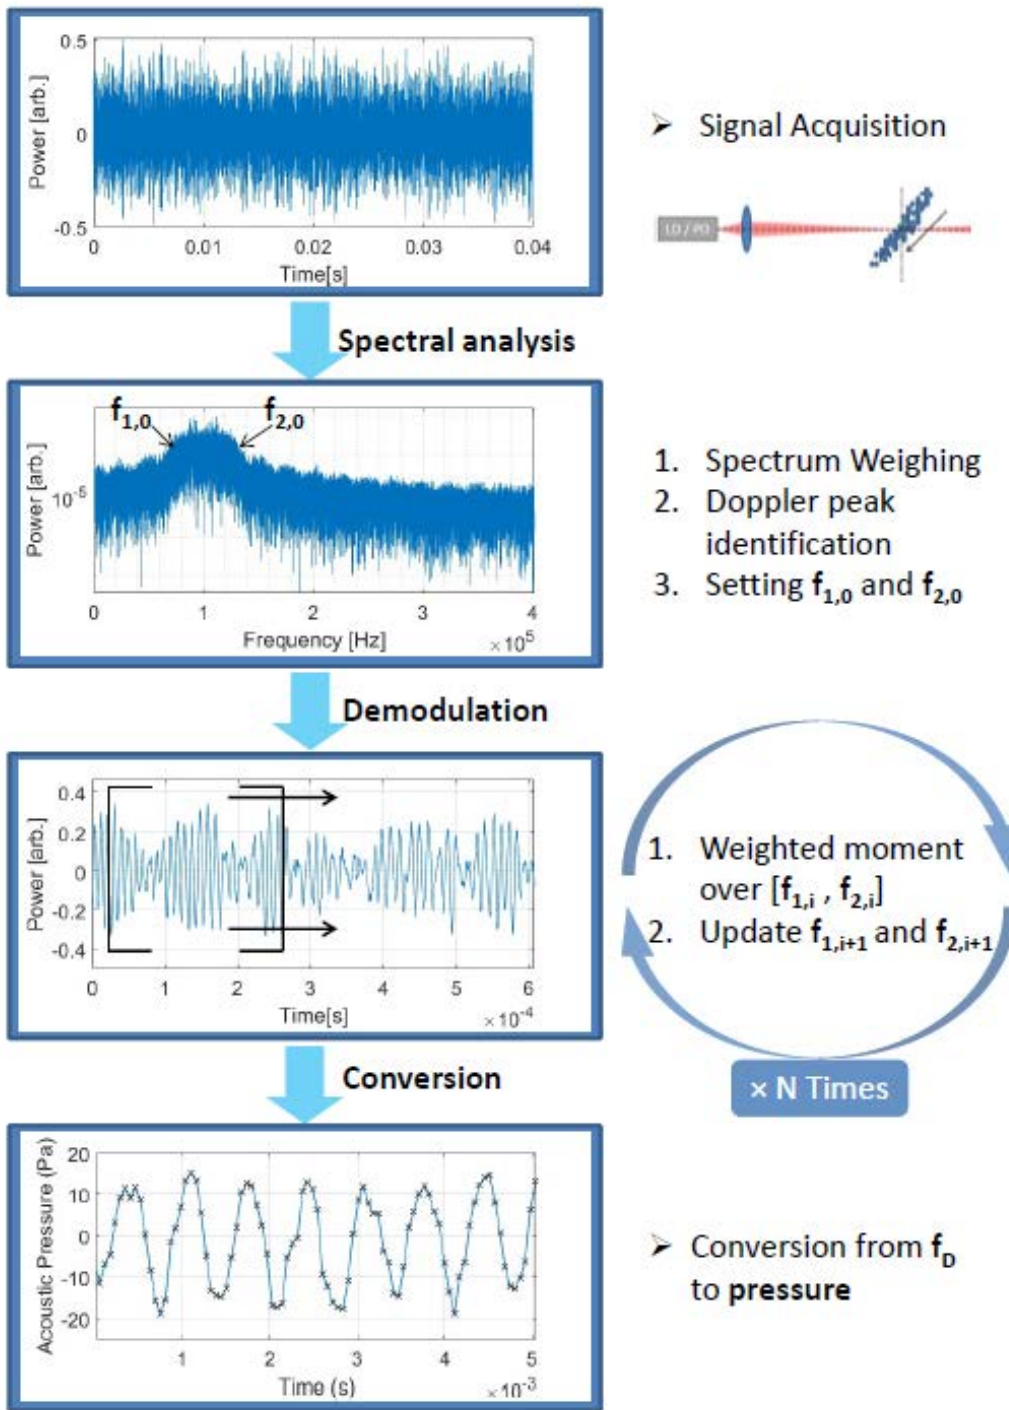 0.5
0
-0.5
Power [arb.]
0 0.01 0.02 0.03 0.04
Time[s]
➢ Signal Acquisition
LD / PD
Spectral analysis
f1,0 f2,0
10-5
Power [arb.]
0 1 2 3 4
Frequency [Hz] × 10 5
1. Spectrum Weighing
2. Doppler peak
identification
3. Setting f1,0 and f2,0
Demodulation
0.4
0.2
0
-0.2
-0.4
Power [arb.]
0 1 2 3 4 5 6
Time[s] × 10 -4
1. Weighted moment
over [f1,i , f2,i]
2. Update f1,i+1 and f2,i+1
× N Times
Conversion
20
10
0
-10
-20
Acoustic Pressure (Pa)
1 2 3 4 5
Time (s) × 10 -3
➢ Conversion from fD
to pressure